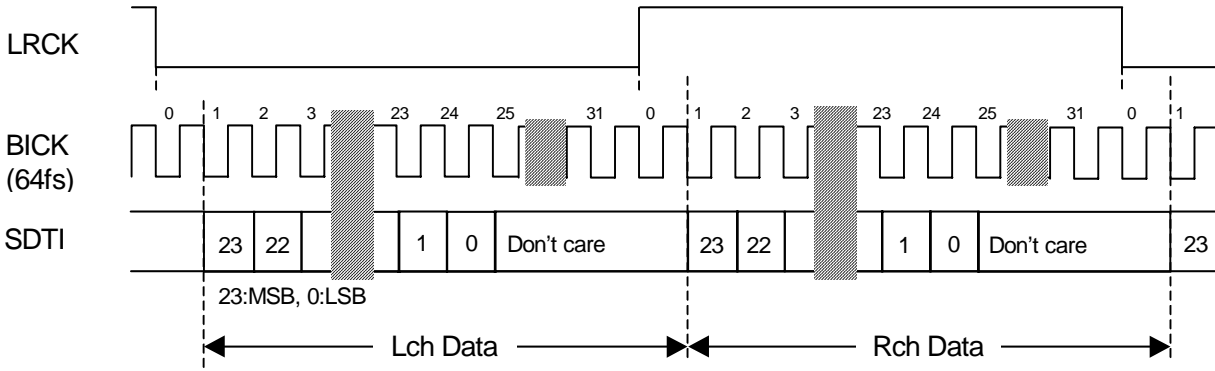 LRCK
0 1 2 3 23 24 25 31 0 1 2 3 23 24 25 31 0 1
BICK
(64fs)
SDTI 23 22 1 0 Don't care 23 22 1 0 Don't care 23
23:MSB, 0:LSB
Lch Data Rch Data